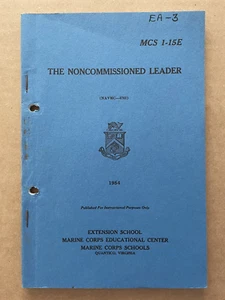 EA-3
MCS 1-15E
THE NONCOMMISSIONED LEADER
1954
Published For Instructional Purposes Only
EXTENSION SCHOOL
MARINE CORPS EDUCATIONAL CENTER
MARINE CORPS SCHOOLS
QUANTICO, VIRGINIA